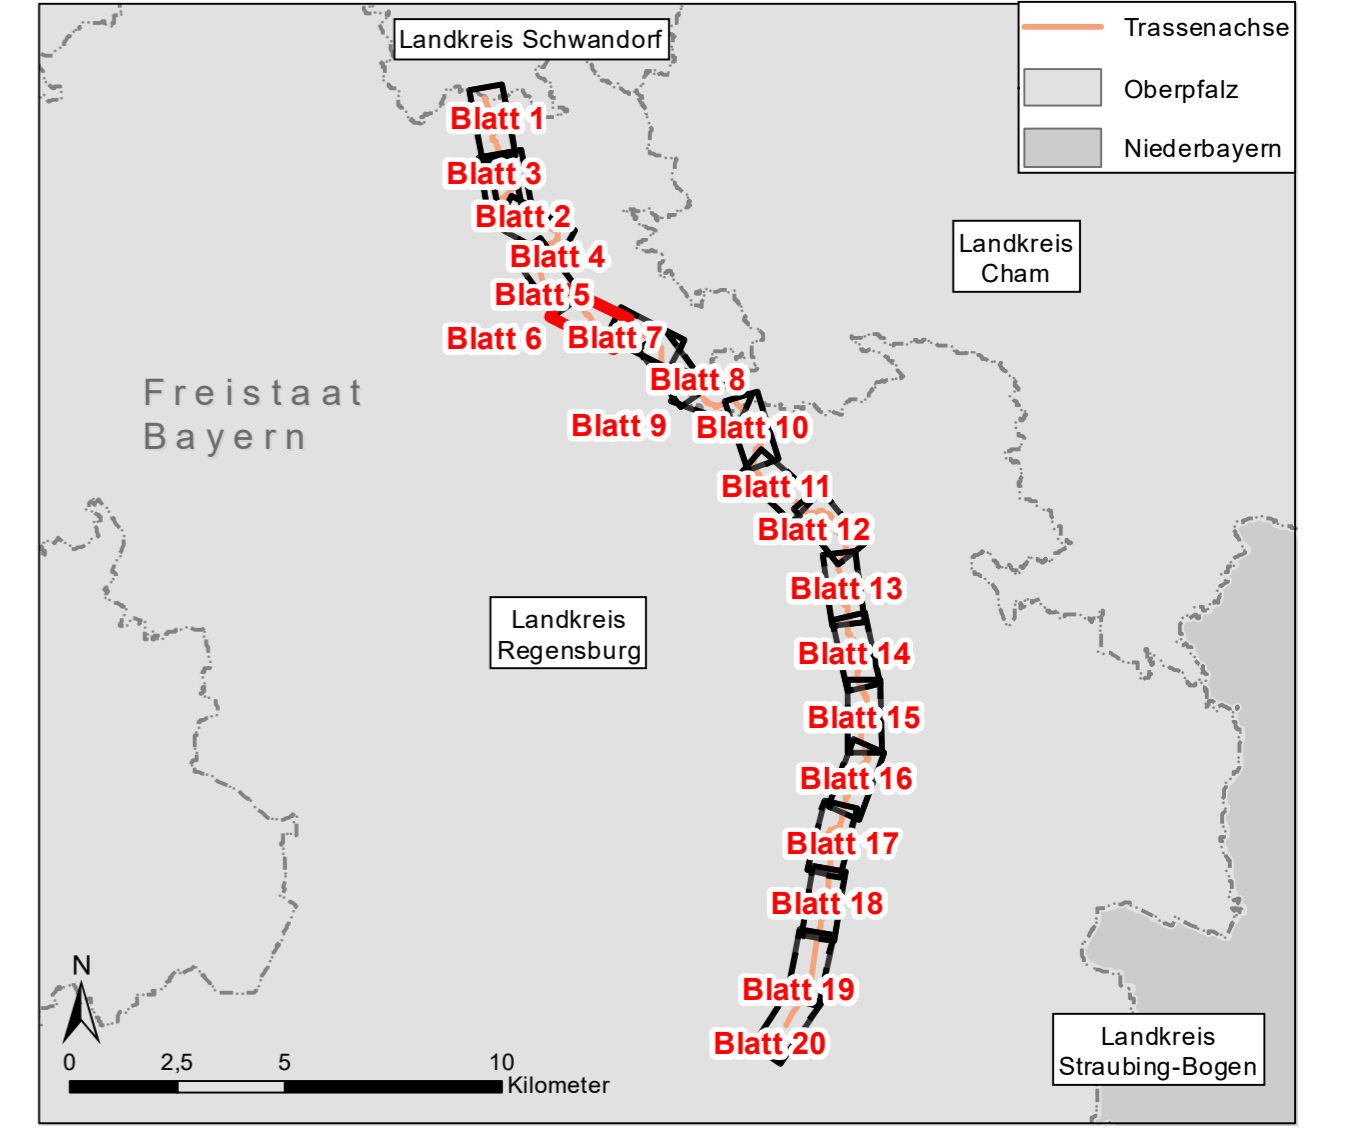 Landkreis Schwandorf
Trassenachse
Oberpfalz
Niederbayern
Blatt 1
Blatt 3
Blatt 2
Blatt 4
Blatt 5
Blatt 6
Blatt 7
Blatt 8
Blatt 9
Blatt 10
Blatt 11
Blatt 12
Blatt 13
Blatt 14
Blatt 15
Blatt 16
Blatt 17
Blatt 18
Blatt 19
Blatt 20
Landkreis
Cham
Freistaat
Bayern
Landkreis
Regensburg
Landkreis
Straubing-Bogen
N
0 2,5 5 10
Kilometer